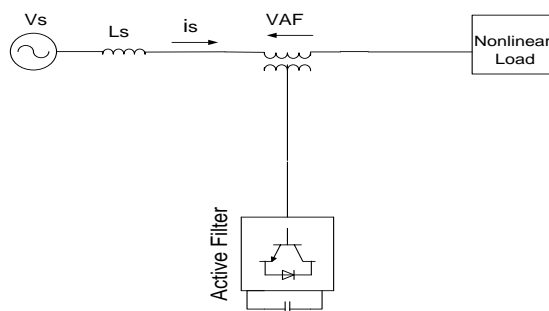 Vs
Ls
is
VAF
Nonlinear
Load
Active Filter